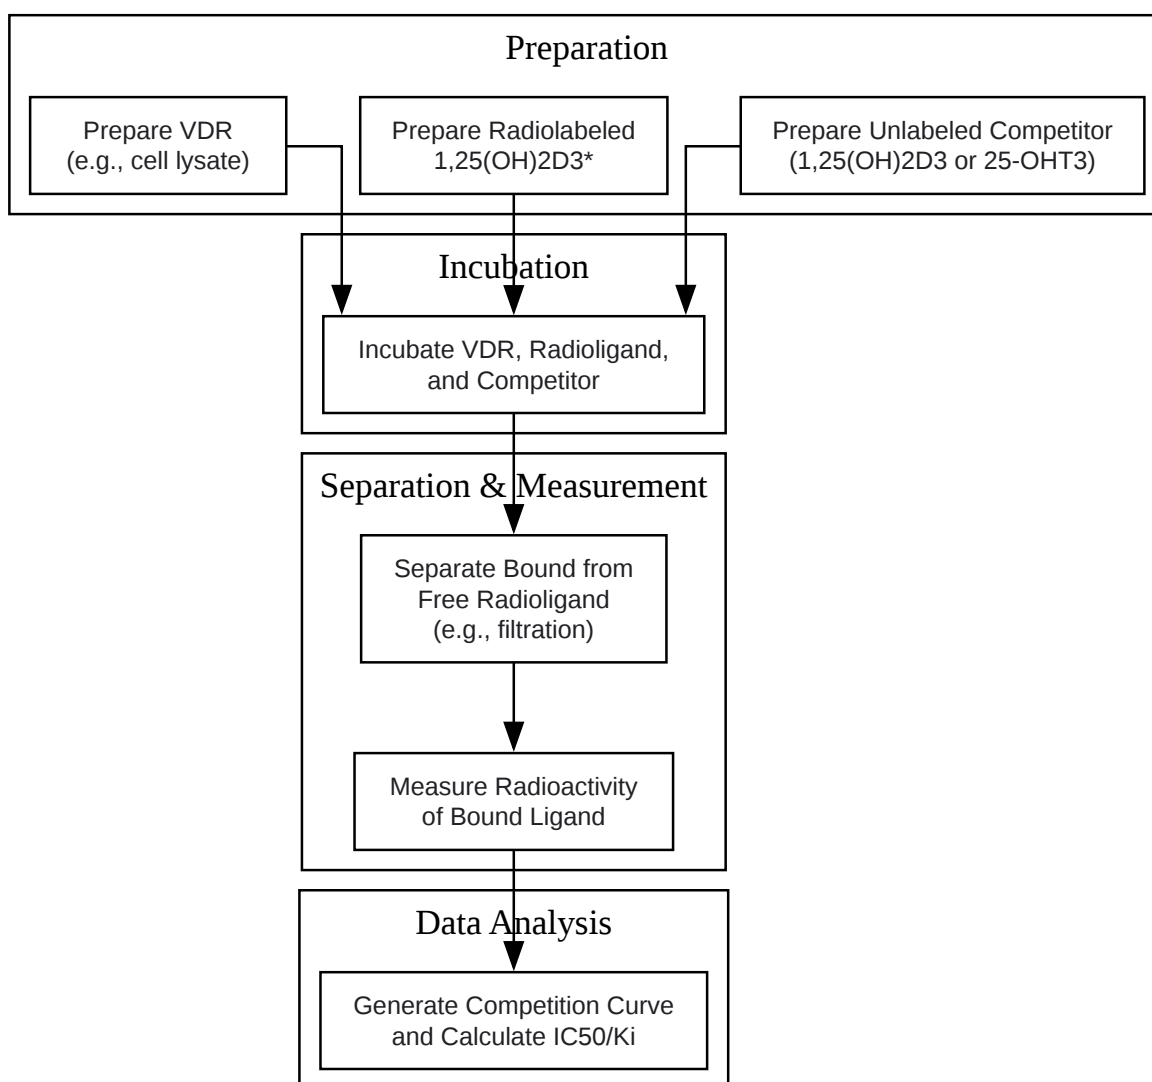 Preparation
Prepare VDR
(e.g., cell lysate)
Prepare Radiolabeled
1,25(OH)2D3*
Prepare Unlabeled Competitor
(1,25(OH)2D3 or 25-OHT3)
Incubation
Incubate VDR, Radioligand,
and Competitor
Separation & Measurement
Separate Bound from
Free Radioligand
(e.g., filtration)
Measure Radioactivity
of Bound Ligand
Data Analysis
Generate Competition Curve
and Calculate IC50/Ki